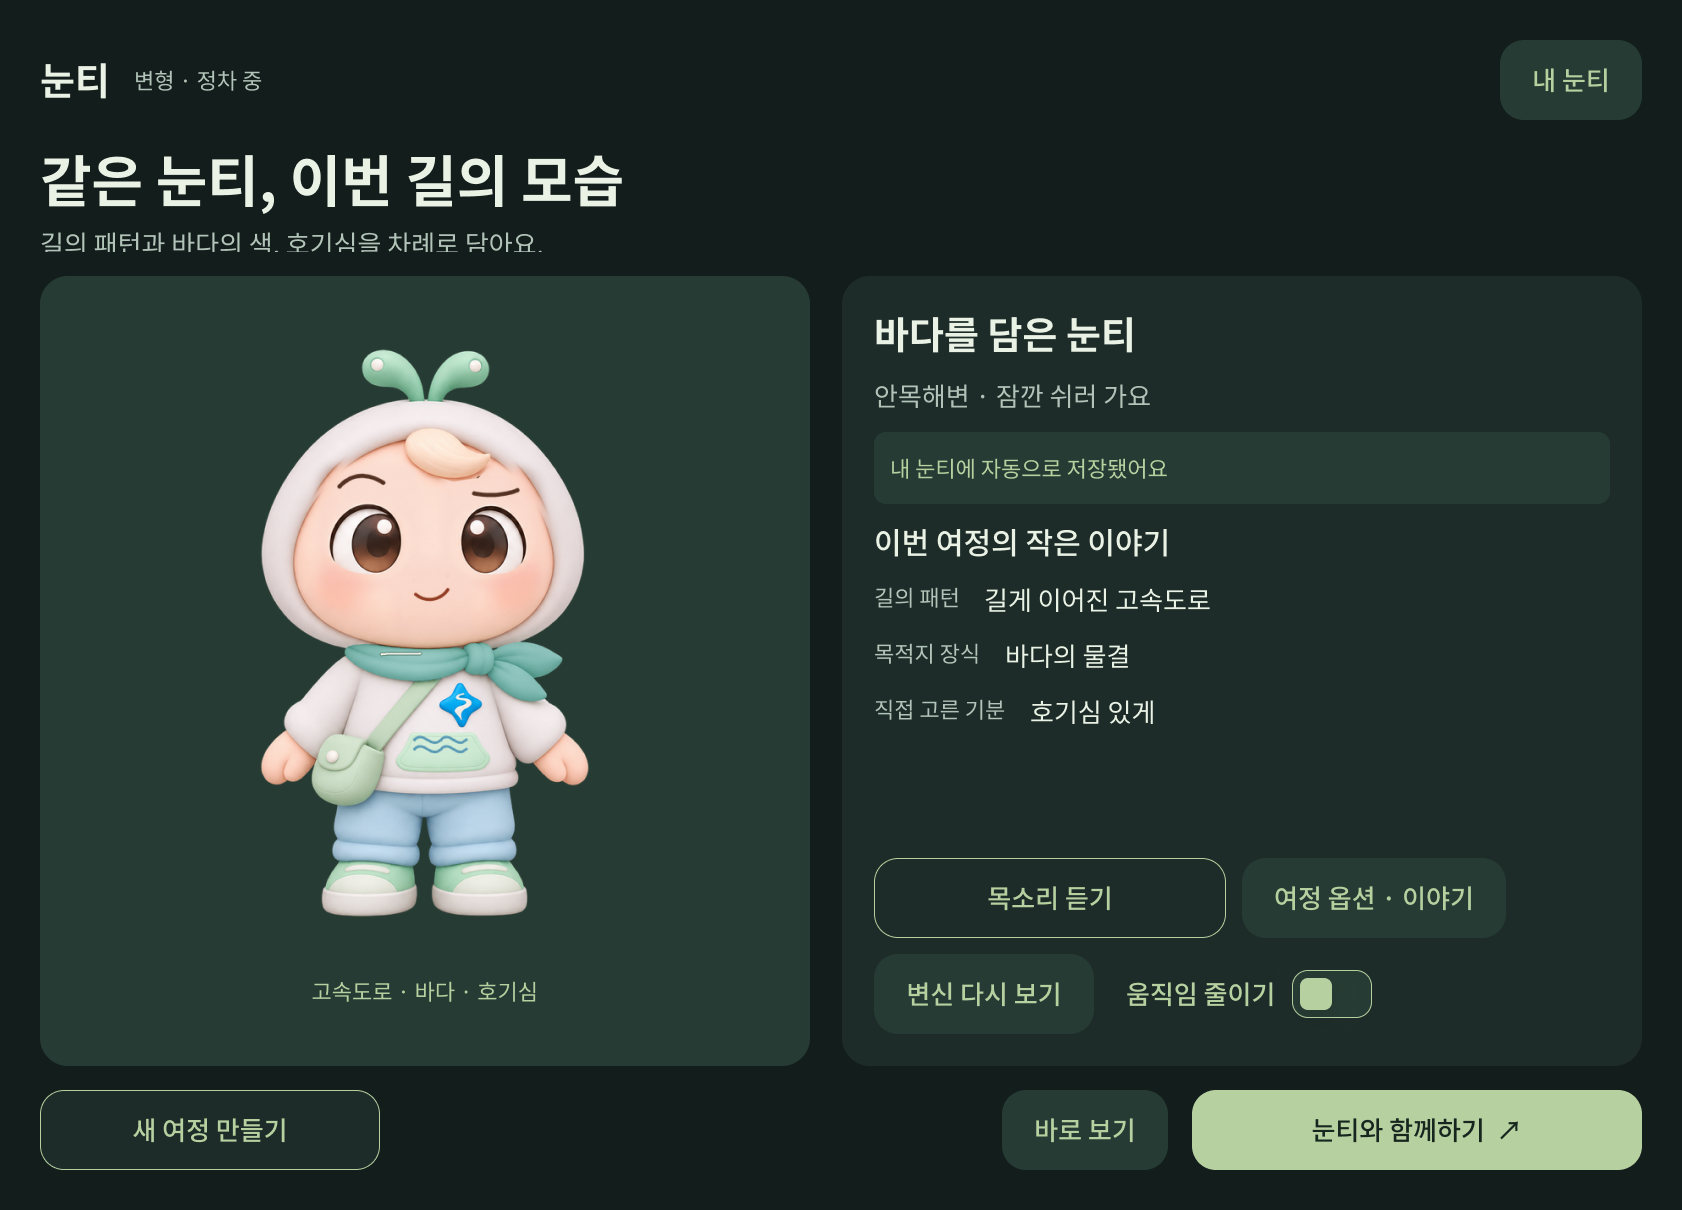 눈티 변형 · 정차 중
내 눈티
같은 눈티, 이번 길의 모습
길의 패턴과 바다의 색, 호기심을 차례로 담아요.
고속도로 · 바다 · 호기심
바다를 담은 눈티
안목해변 · 잠깐 쉬러 가요
내 눈티에 자동으로 저장됐어요
이번 여정의 작은 이야기
길의 패턴 길게 이어진 고속도로
목적지 장식 바다의 물결
직접 고른 기분 호기심 있게
목소리 듣기
여정 옵션 · 이야기
변신 다시 보기
움직임 줄이기
새 여정 만들기
바로 보기
눈티와 함께하기 ↗